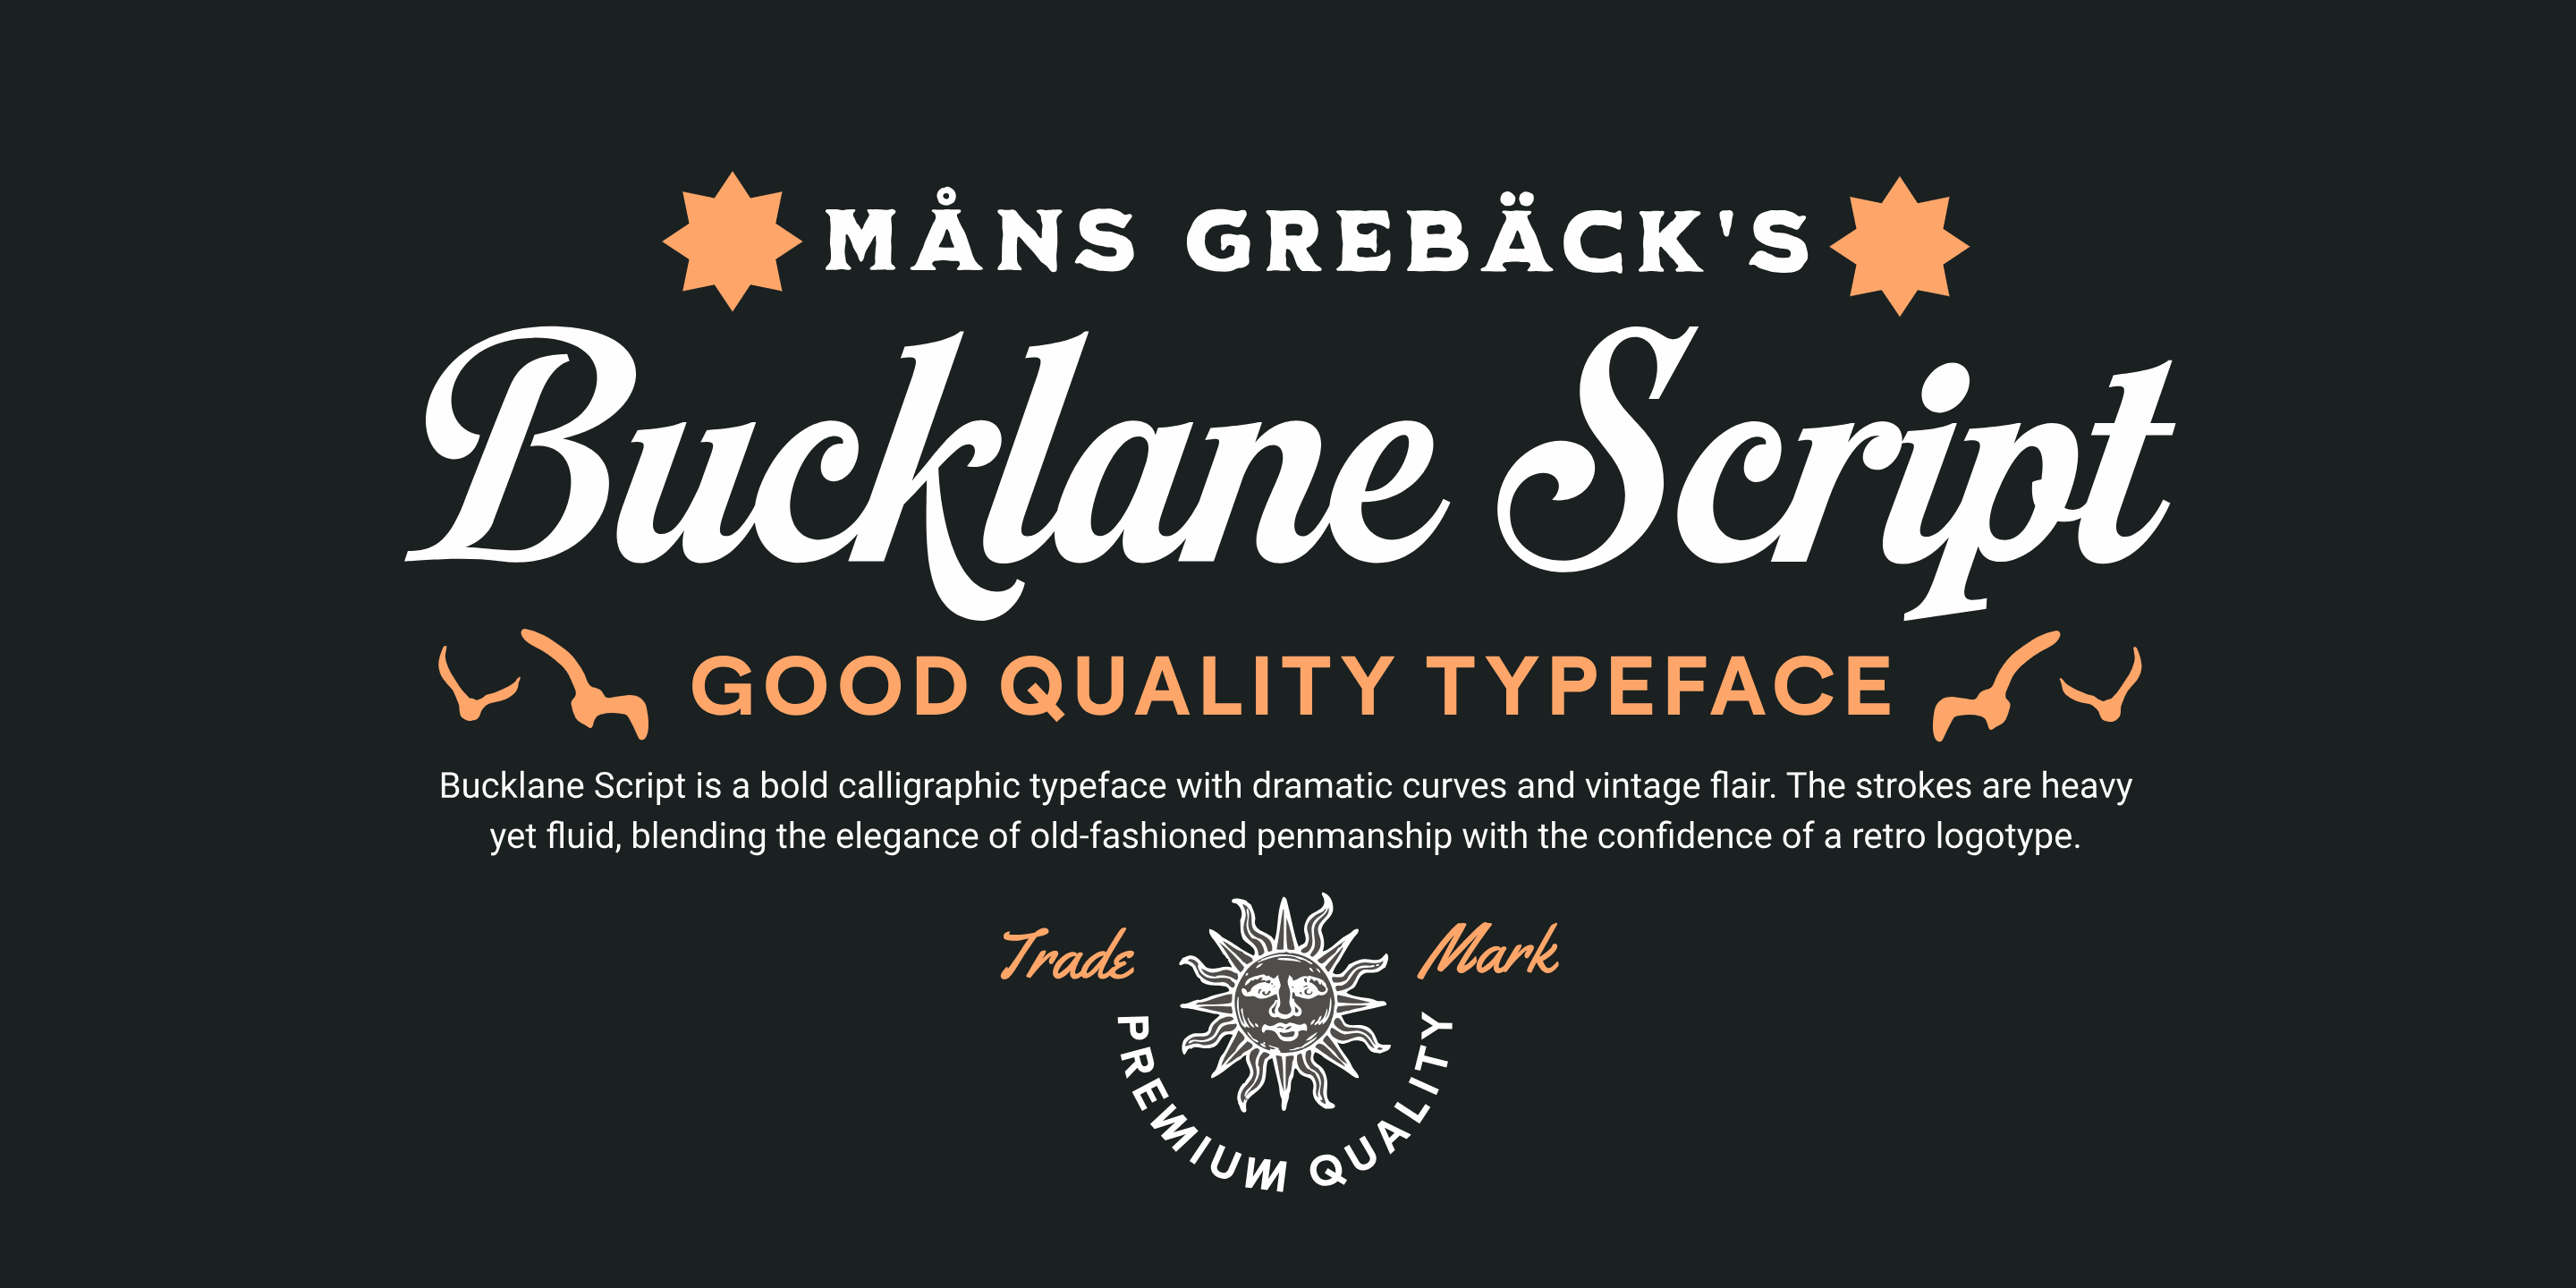 MÅNS GREBÄCK'S
Bucklane Script
GOOD QUALITY TYPEFACE
Bucklane Script is a bold calligraphic typeface with dramatic curves and vintage flair. The strokes are heavy
yet fluid, blending the elegance of old-fashioned penmanship with the confidence of a retro logotype.
Trade Mark
PREMIUM QUALITY